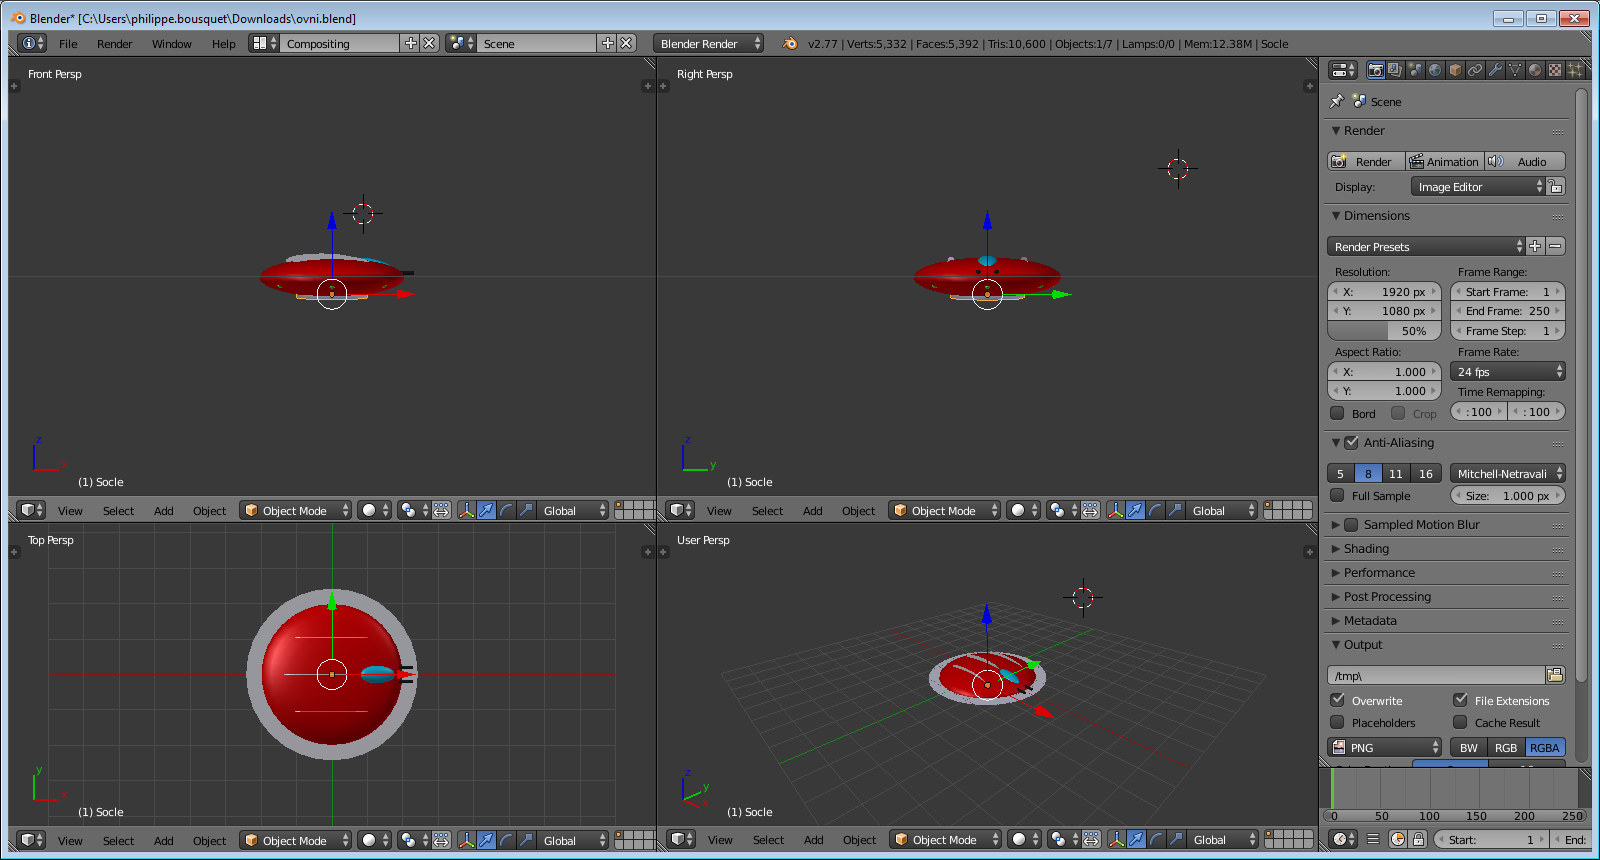 Blender* [C:\Users\philippe.bousquet\Downloads\ovni.blend]
File Render Window Help Compositing Scene Blender Render v2.77 | Verts:5,332 | Faces:5,392 | Tris:10,600 | Objects:1/7 | Lamps:0/0 | Mem:12.38M | Socle
Front Persp
z
x
(1) Socle
View Select Add Object Object Mode Global
Right Persp
z
y
(1) Socle
View Select Add Object Object Mode Global
Top Persp
y
x
(1) Socle
View Select Add Object Object Mode Global
User Persp
z
y
x
(1) Socle
View Select Add Object Object Mode Global
Scene
Render
Render Animation Audio
Display: Image Editor
Dimensions
Render Presets
Resolution: Frame Range:
X: 1920 px Start Frame: 1
Y: 1080 px End Frame: 250
50% Frame Step: 1
Aspect Ratio: Frame Rate:
X: 1.000 24 fps
Y: 1.000 Time Remapping:
Bord Crop :100 : 100
Anti-Aliasing
5 8 11 16 Mitchell-Netravali
Full Sample Size: 1.000 px
Sampled Motion Blur
Shading
Performance
Post Processing
Metadata
Output
/tmp\
Overwrite File Extensions
Placeholders Cache Result
PNG BW RGB RGBA
0 50 100 150 200 250
Start: 1 End: